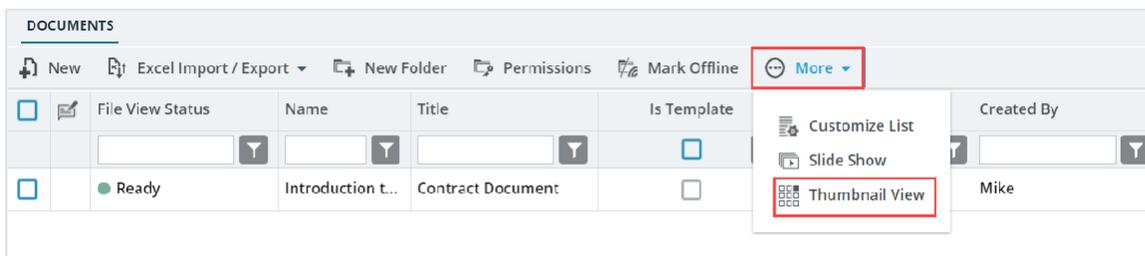 DOCUMENTS
New Excel Import / Export New Folder Permissions Mark Offline More
File View Status Name Title Is Template Created By
Customize List
Slide Show
Ready Introduction t... Contract Document Thumbnail View Mike